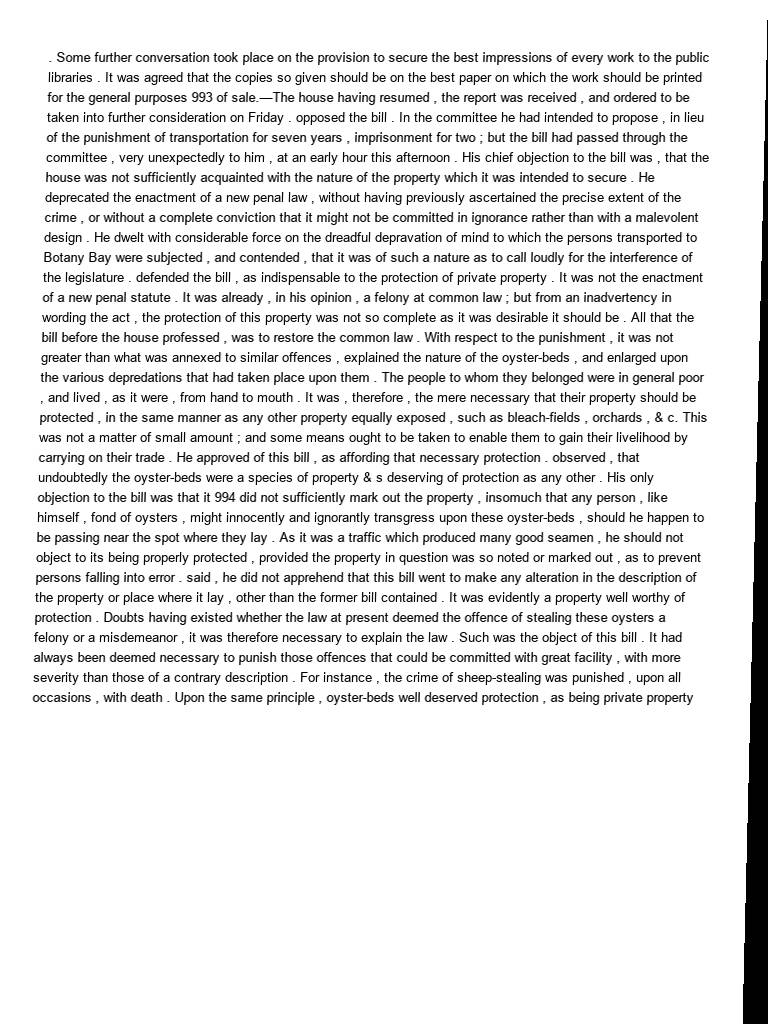 . Some further conversation took place on the provision to secure the best impressions of every work to the public
libraries . It was agreed that the copies so given should be on the best paper on which the work should be printed
for the general purposes 993 of sale.—The house having resumed , the report was received , and ordered to be
taken into further consideration on Friday . opposed the bill . In the committee he had intended to propose , in lieu
of the punishment of transportation for seven years , imprisonment for two ; but the bill had passed through the
committee , very unexpectedly to him , at an early hour this afternoon . His chief objection to the bill was , that the
house was not sufficiently acquainted with the nature of the property which it was intended to secure . He
deprecated the enactment of a new penal law , without having previously ascertained the precise extent of the
crime , or without a complete conviction that it might not be committed in ignorance rather than with a malevolent
design . He dwelt with considerable force on the dreadful depravation of mind to which the persons transported to
Botany Bay were subjected , and contended , that it was of such a nature as to call loudly for the interference of
the legislature . defended the bill , as indispensable to the protection of private property . It was not the enactment
of a new penal statute . It was already , in his opinion , a felony at common law ; but from an inadvertency in
wording the act , the protection of this property was not so complete as it was desirable it should be . All that the
bill before the house professed , was to restore the common law . With respect to the punishment , it was not
greater than what was annexed to similar offences , explained the nature of the oyster-beds , and enlarged upon
the various depredations that had taken place upon them . The people to whom they belonged were in general poor
, and lived , as it were , from hand to mouth . It was , therefore , the mere necessary that their property should be
protected , in the same manner as any other property equally exposed , such as bleach-fields , orchards , & c. This
was not a matter of small amount ; and some means ought to be taken to enable them to gain their livelihood by
carrying on their trade . He approved of this bill , as affording that necessary protection . observed , that
undoubtedly the oyster-beds were a species of property & s deserving of protection as any other . His only
objection to the bill was that it 994 did not sufficiently mark out the property , insomuch that any person , like
himself , fond of oysters , might innocently and ignorantly transgress upon these oyster-beds , should he happen to
be passing near the spot where they lay . As it was a traffic which produced many good seamen , he should not
object to its being properly protected , provided the property in question was so noted or marked out , as to prevent
persons falling into error . said , he did not apprehend that this bill went to make any alteration in the description of
the property or place where it lay , other than the former bill contained . It was evidently a property well worthy of
protection . Doubts having existed whether the law at present deemed the offence of stealing these oysters a
felony or a misdemeanor , it was therefore necessary to explain the law . Such was the object of this bill . It had
always been deemed necessary to punish those offences that could be committed with great facility , with more
severity than those of a contrary description . For instance , the crime of sheep-stealing was punished , upon all
occasions , with death . Upon the same principle , oyster-beds well deserved protection , as being private property